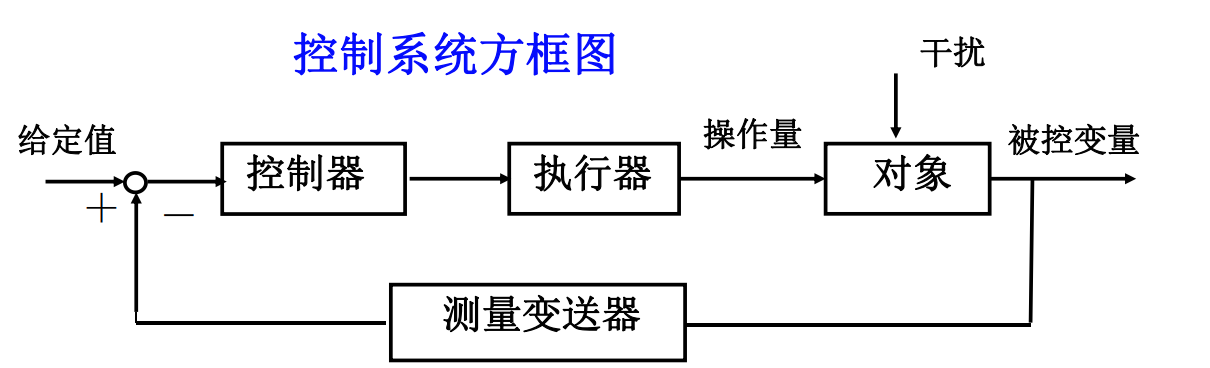 控制系统方框图
干扰
给定值
操作量
被控变量
控制器
执行器
对象
+
－
测量变送器